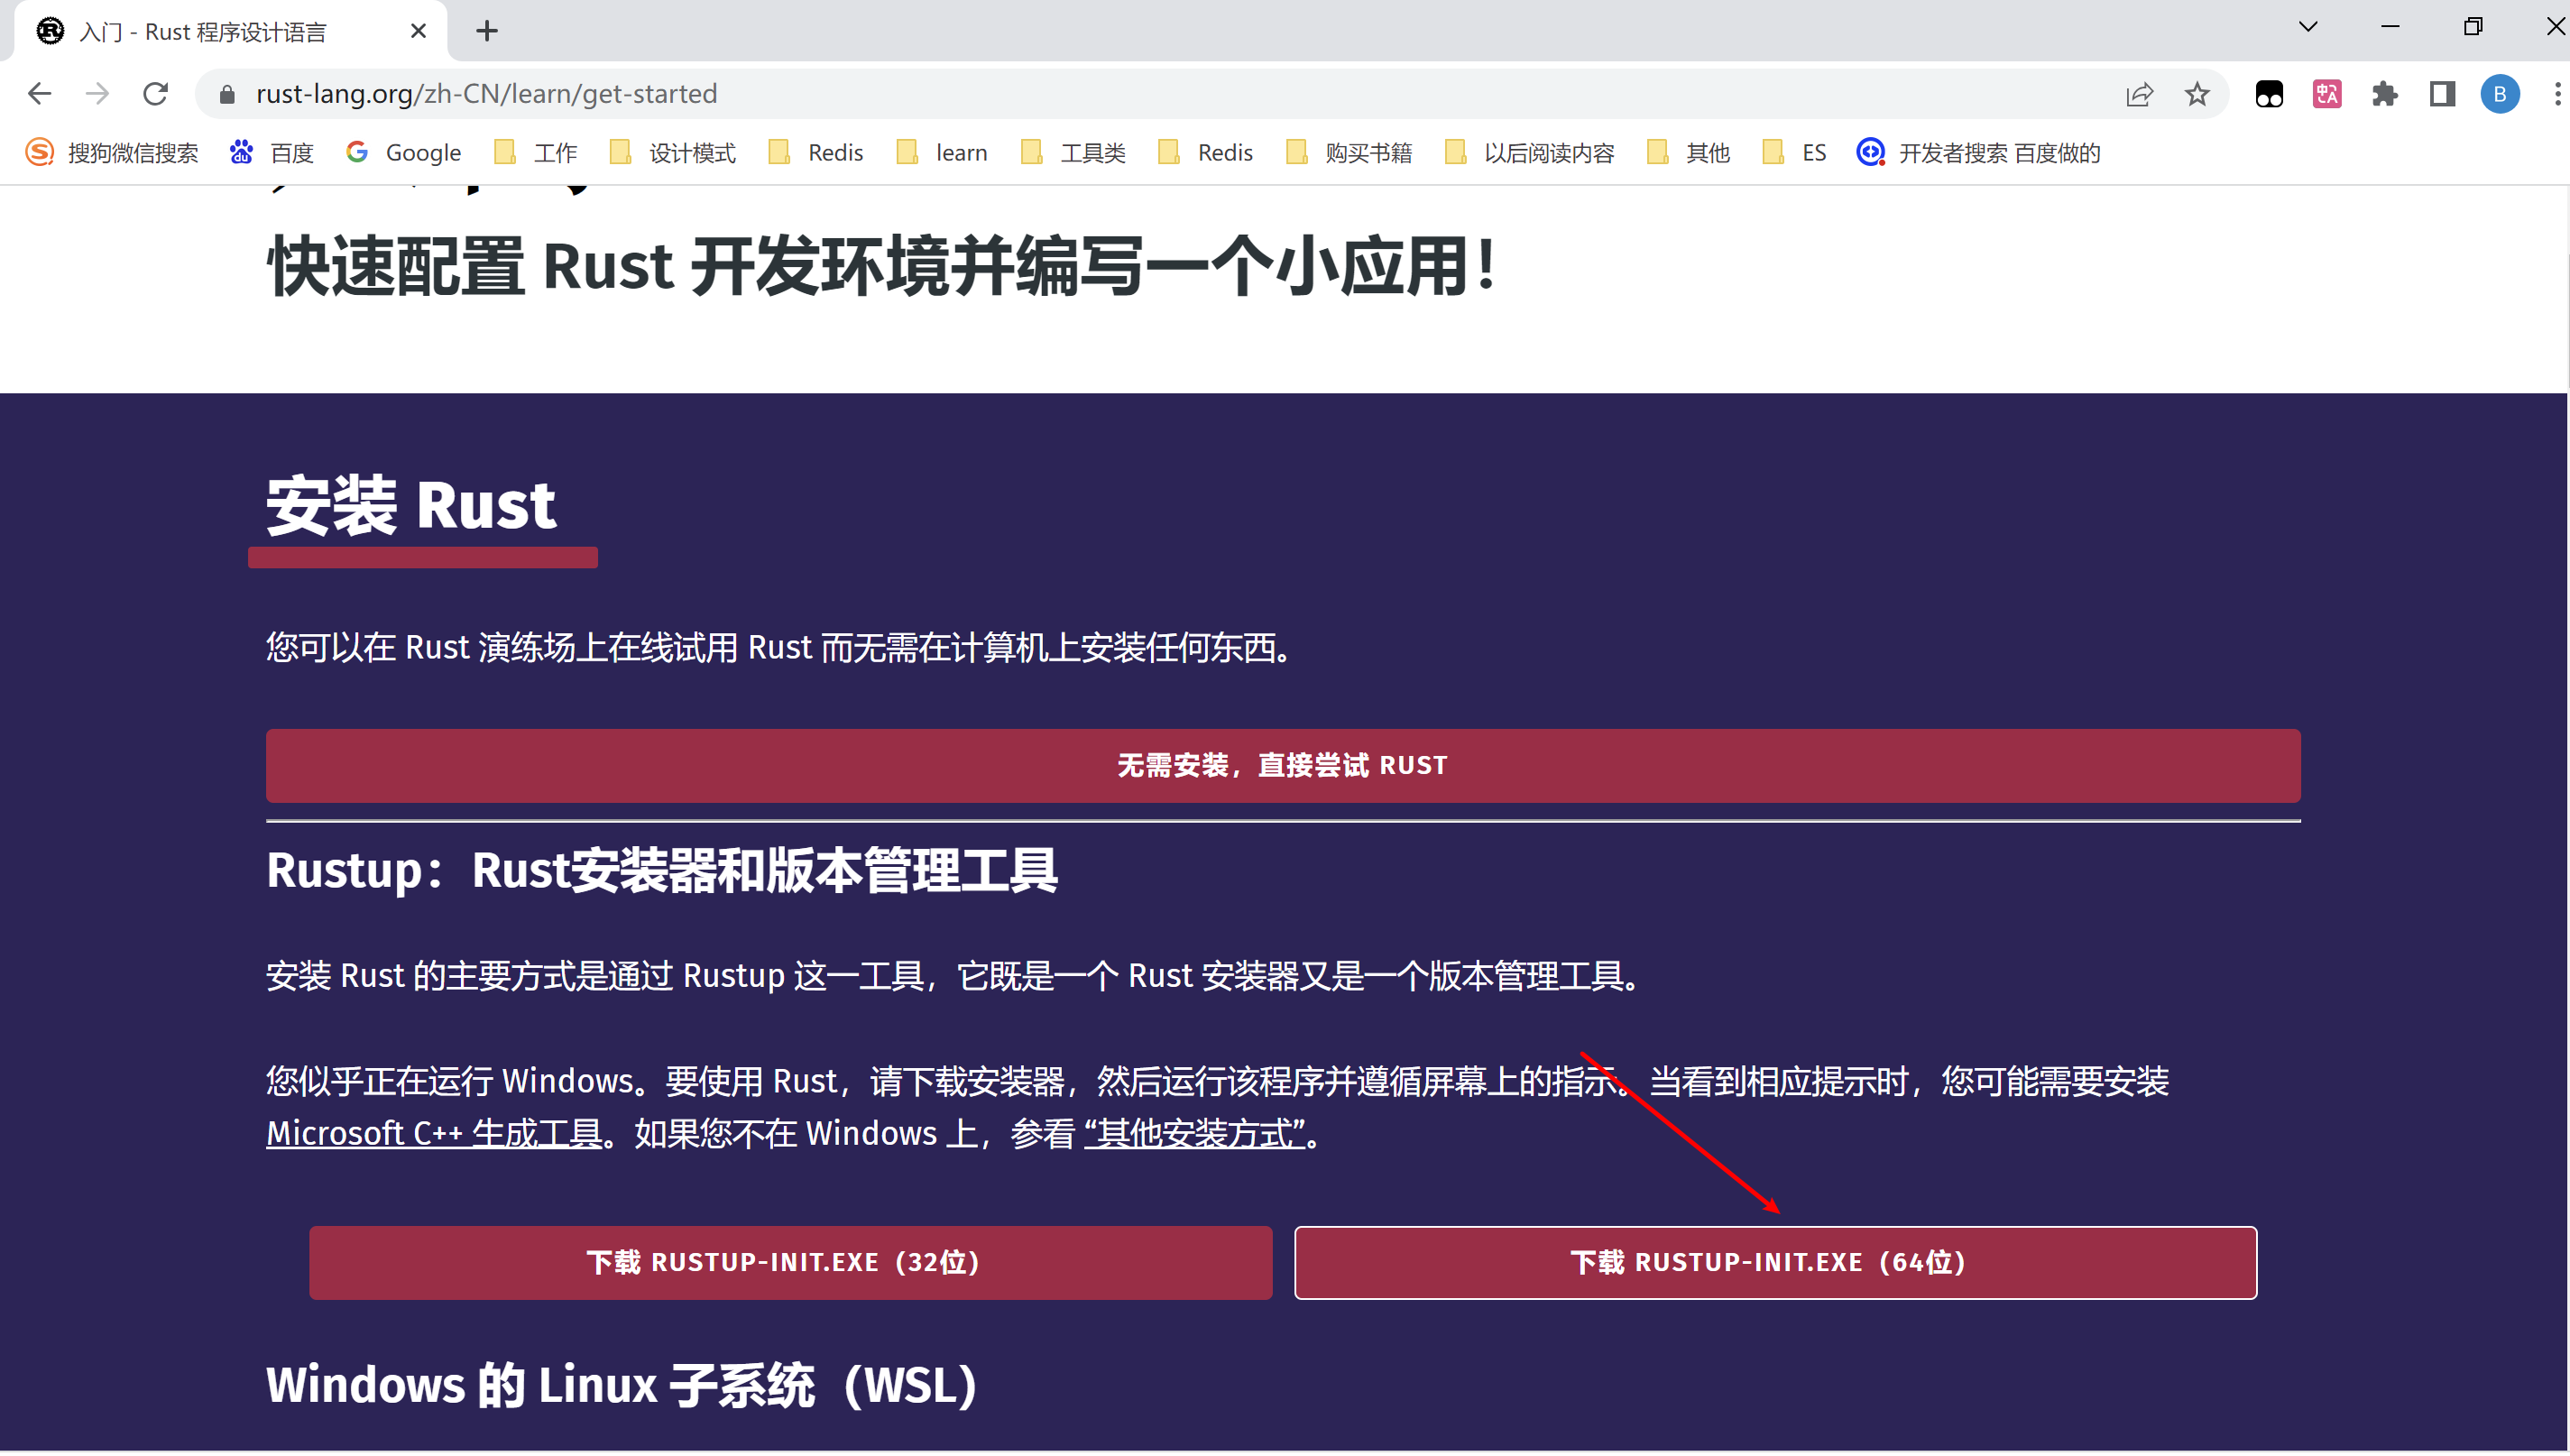 入门 - Rust 程序设计语言
rust-lang.org/zh-CN/learn/get-started
B
搜狗微信搜索 百度 Google 工作 设计模式 Redis learn 工具类 Redis 购买书籍 以后阅读内容 其他 ES 开发者搜索 百度做的
快速配置 Rust 开发环境并编写一个小应用！
安装 Rust
您可以在 Rust 演练场上在线试用 Rust 而无需在计算机上安装任何东西。
无需安装，直接尝试 RUST
Rustup：Rust安装器和版本管理工具
安装 Rust 的主要方式是通过 Rustup 这一工具，它既是一个 Rust 安装器又是一个版本管理工具。
您似乎正在运行 Windows。要使用 Rust，请下载安装器，然后运行该程序并遵循屏幕上的指示。当看到相应提示时，您可能需要安装
Microsoft C++ 生成工具。如果您不在 Windows 上，参看 “其他安装方式”。
下载 RUSTUP-INIT.EXE（32位） 下载 RUSTUP-INIT.EXE（64位）
Windows 的 Linux 子系统（WSL）